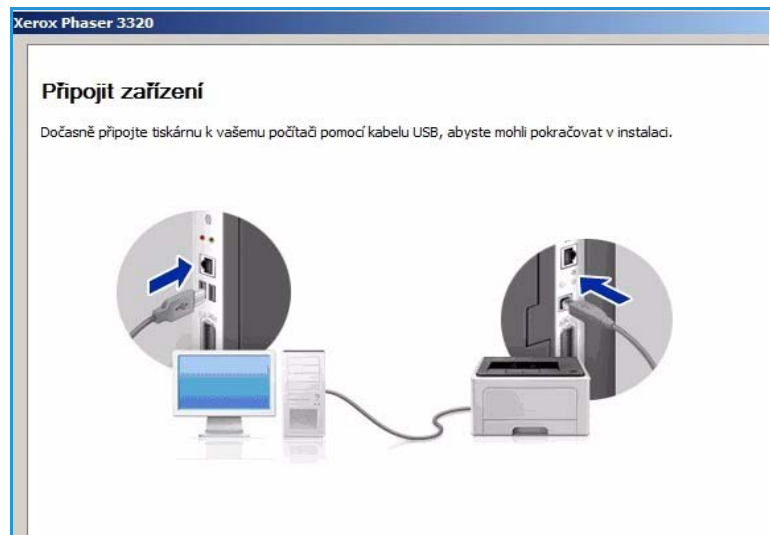 Xerox Phaser 3320
Připojit zařízení
Dočasně připojte tiskárnu k vašemu počítači pomocí kabelu USB, abyste mohli pokračovat v instalaci.